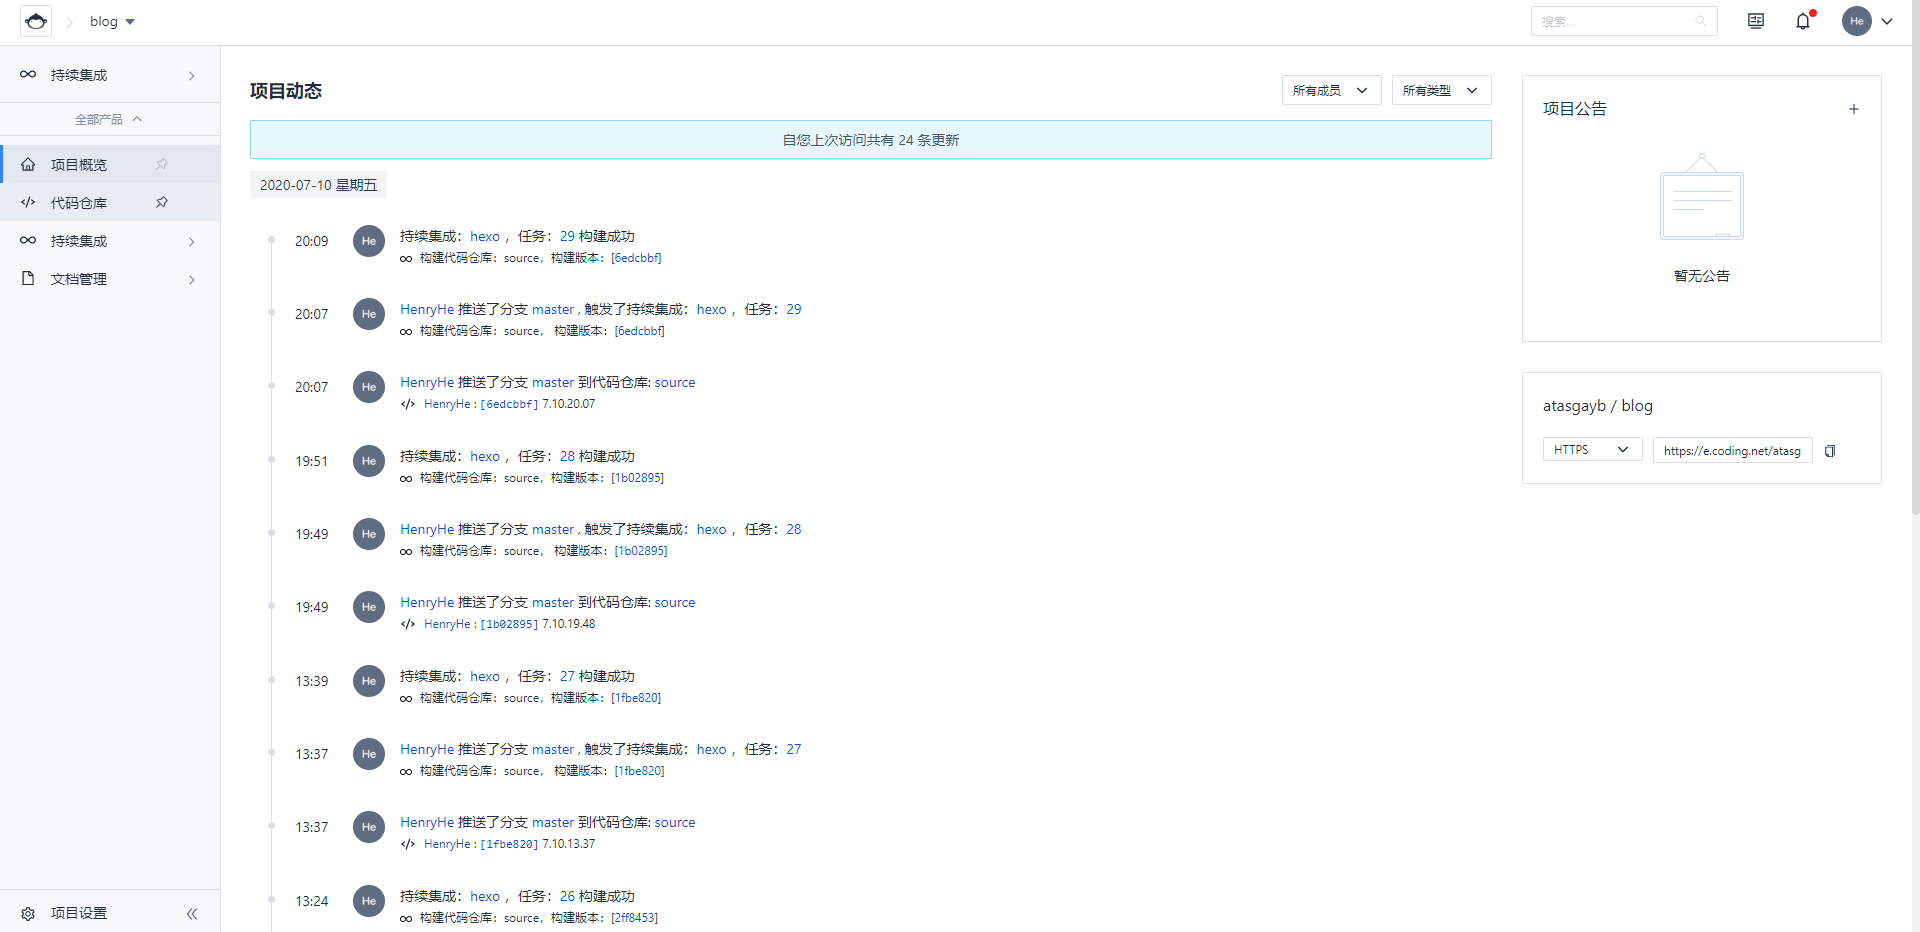 blog
搜索...
He
持续集成
全部产品
项目概览
代码仓库
持续集成
文档管理
项目设置
项目动态
所有成员
所有类型
自您上次访问共有 24 条更新
2020-07-10 星期五
20:09 He 持续集成：hexo ，任务：29 构建成功
构建代码仓库：source，构建版本：[6edcbbf]
20:07 He HenryHe 推送了分支 master , 触发了持续集成：hexo ，任务：29
构建代码仓库：source， 构建版本：[6edcbbf]
20:07 He HenryHe 推送了分支 master 到代码仓库: source
HenryHe : [6edcbbf] 7.10.20.07
19:51 He 持续集成：hexo ，任务：28 构建成功
构建代码仓库：source，构建版本：[1b02895]
19:49 He HenryHe 推送了分支 master , 触发了持续集成：hexo ，任务：28
构建代码仓库：source， 构建版本：[1b02895]
19:49 He HenryHe 推送了分支 master 到代码仓库: source
HenryHe : [1b02895] 7.10.19.48
13:39 He 持续集成：hexo ，任务：27 构建成功
构建代码仓库：source，构建版本：[1fbe820]
13:37 He HenryHe 推送了分支 master , 触发了持续集成：hexo ，任务：27
构建代码仓库：source， 构建版本：[1fbe820]
13:37 He HenryHe 推送了分支 master 到代码仓库: source
HenryHe : [1fbe820] 7.10.13.37
13:24 He 持续集成：hexo ，任务：26 构建成功
构建代码仓库：source，构建版本：[2ff8453]
项目公告
暂无公告
atasgayb / blog
HTTPS
https://e.coding.net/atasg